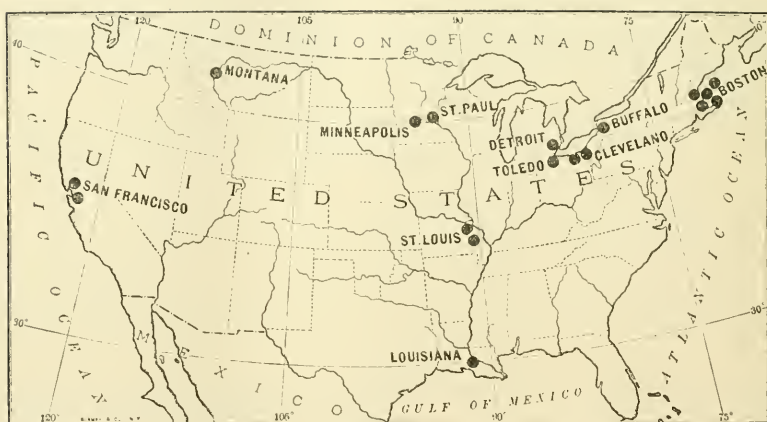 120 105 90 75
DOMINION OF CANADA
40
40
MONTANA
ST. PAUL
MINNEAPOLIS
BOSTON
BUFFALO
DETROIT
CLEVELAND
TOLEDO
UNITED STATES
SAN FRANCISCO
ST. LOUIS
PACIFIC OCEAN
ATLANTIC OCEAN
30°
30°
LOUISIANA
MEXICO
GULF OF MEXICO
120° 105° 90° 75°